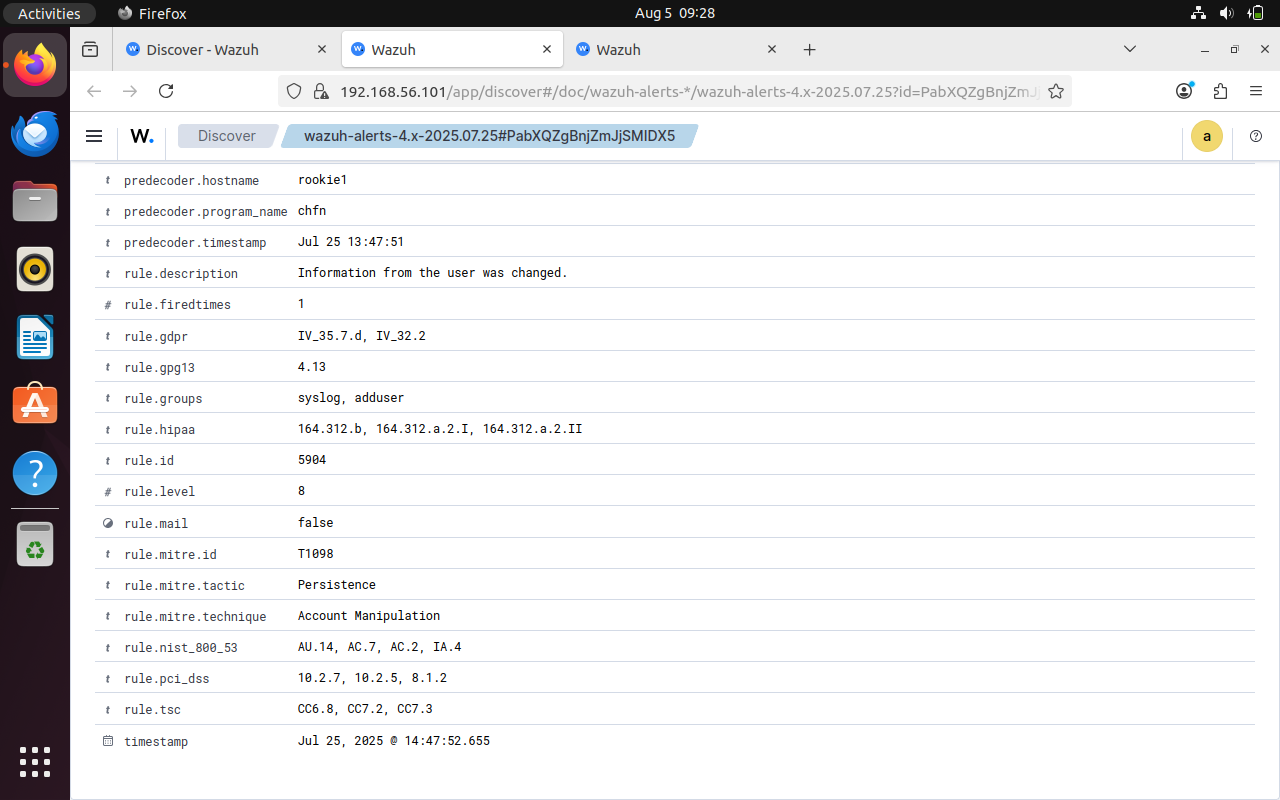 Activities Firefox Aug 5 09:28
Discover - Wazuh Wazuh Wazuh
192.168.56.101/app/discover#/doc/wazuh-alerts-*/wazuh-alerts-4.x-2025.07.25?id=PabXQZgBnjZmJj
W. Discover wazuh-alerts-4.x-2025.07.25#PabXQZgBnjZmJjSMIDX5 a
t predecoder.hostname rookie1
t predecoder.program_name chfn
t predecoder.timestamp Jul 25 13:47:51
t rule.description Information from the user was changed.
# rule.firedtimes 1
t rule.gdpr IV_35.7.d, IV_32.2
t rule.gpg13 4.13
t rule.groups syslog, adduser
t rule.hipaa 164.312.b, 164.312.a.2.I, 164.312.a.2.II
t rule.id 5904
# rule.level 8
rule.mail false
t rule.mitre.id T1098
t rule.mitre.tactic Persistence
t rule.mitre.technique Account Manipulation
t rule.nist_800_53 AU.14, AC.7, AC.2, IA.4
t rule.pci_dss 10.2.7, 10.2.5, 8.1.2
t rule.tsc CC6.8, CC7.2, CC7.3
timestamp Jul 25, 2025 @ 14:47:52.655